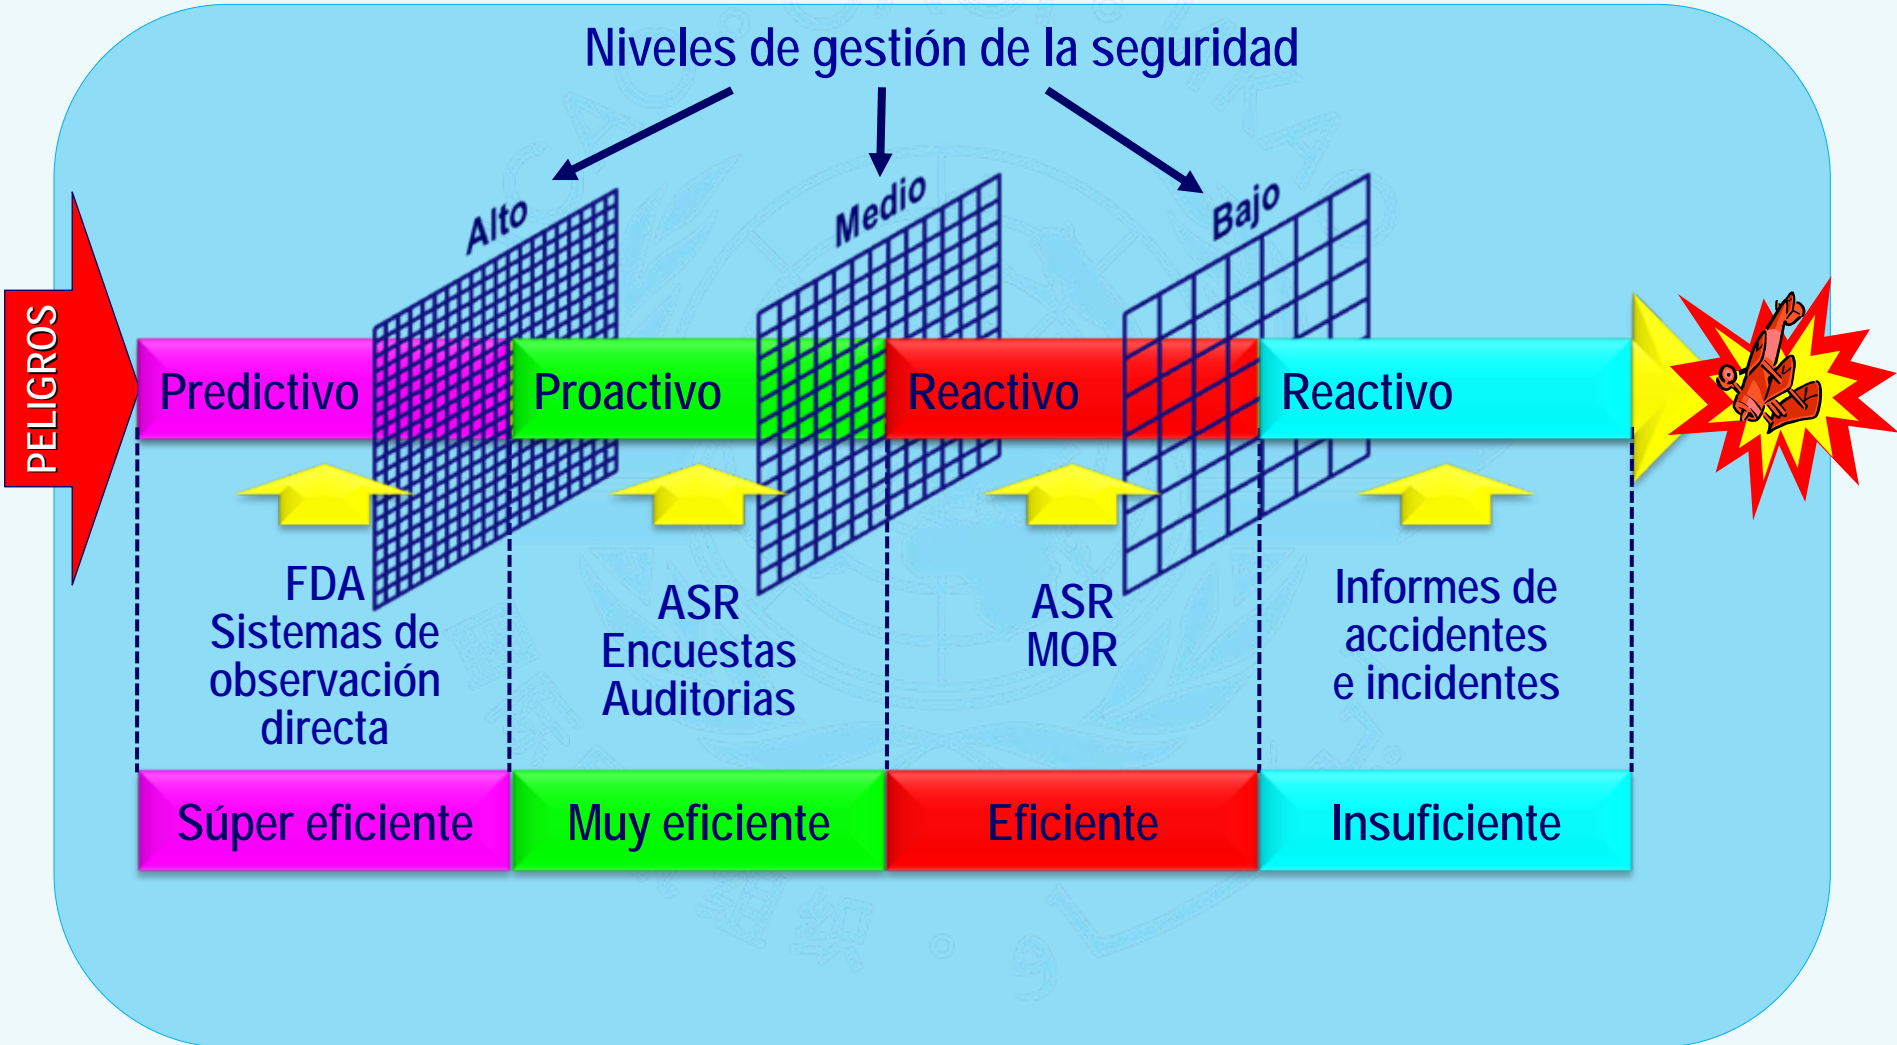 Niveles de gestión de la seguridad
Alto
Medio
Bajo
PELIGROS
Predictivo
Proactivo
Reactivo
Reactivo
FDA
Sistemas de
observación
directa
ASR
Encuestas
Auditorias
ASR
MOR
Informes de
accidentes
e incidentes
Súper eficiente
Muy eficiente
Eficiente
Insuficiente